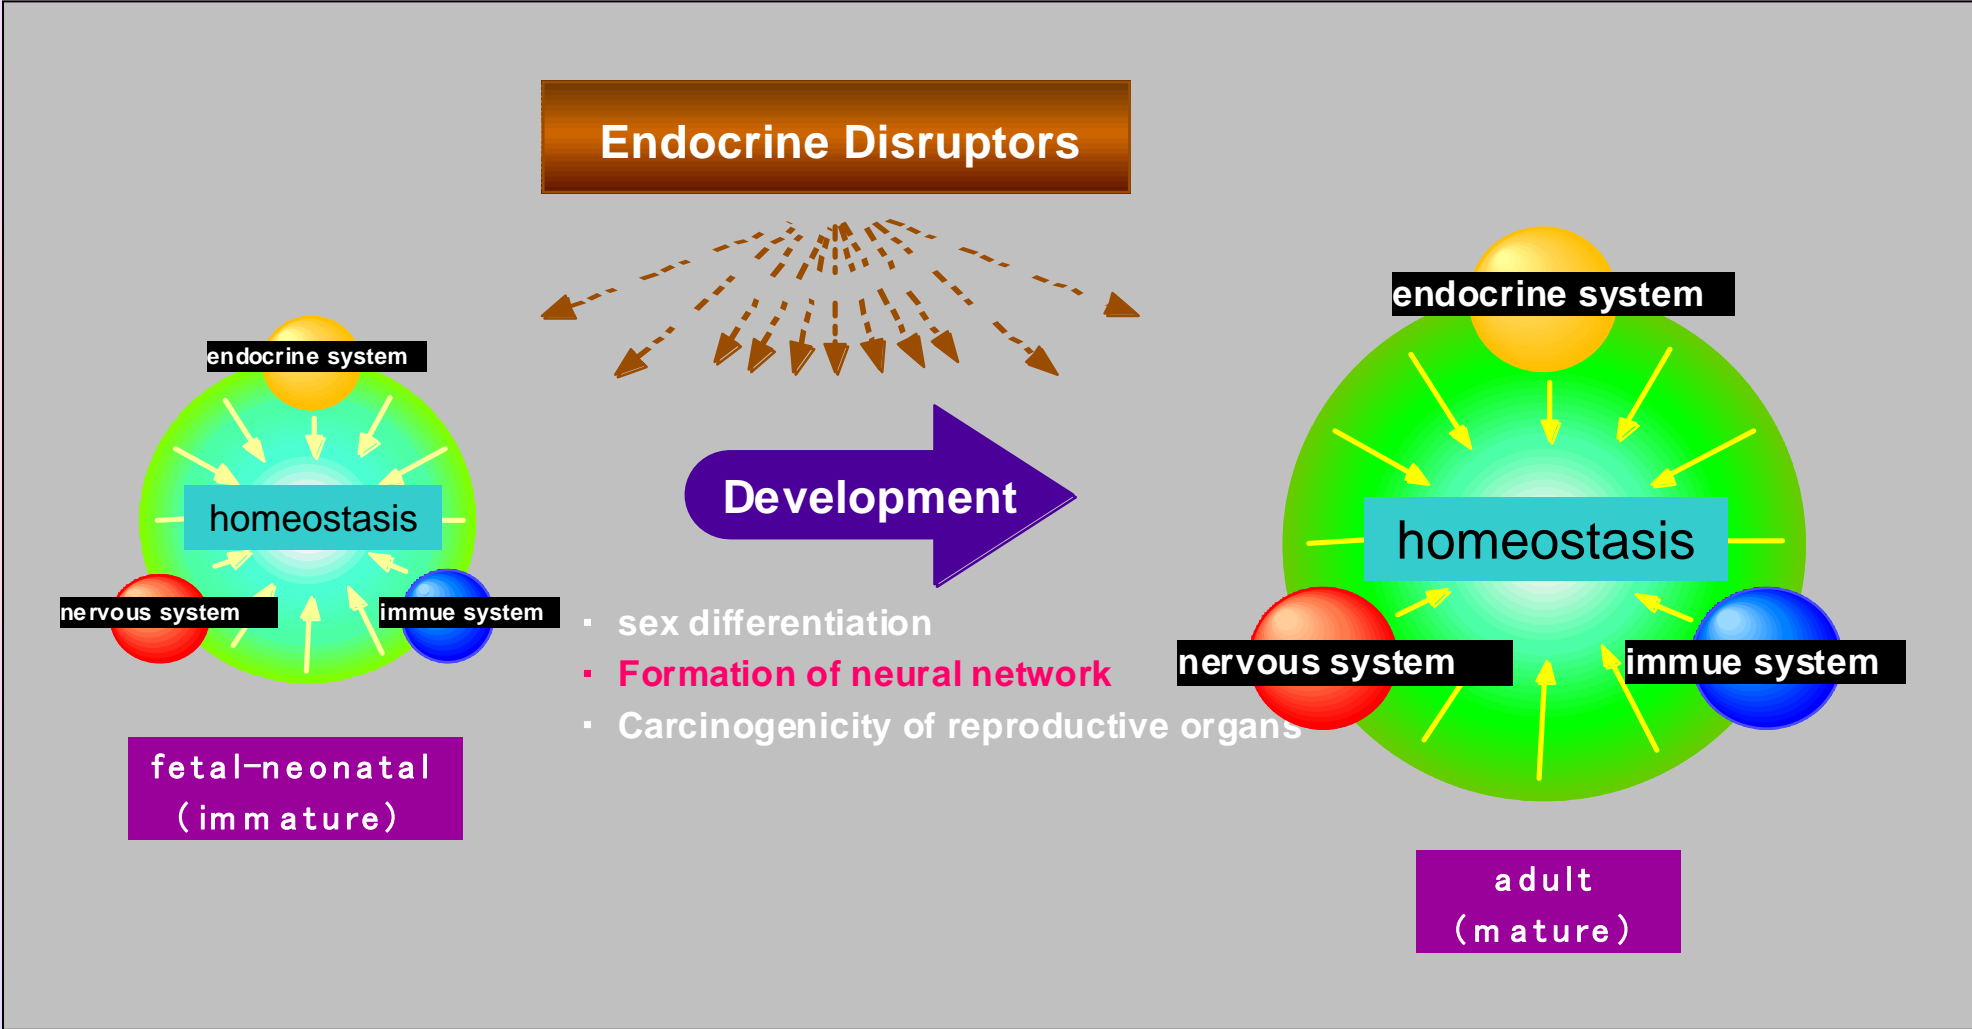 Endocrine Disruptors
endocrine system
homeostasis
nervous system
immue system
fetal-neonatal
(immature)
Development
・ sex differentiation
・ Formation of neural network
・ Carcinogenicity of reproductive organs
endocrine system
homeostasis
nervous system
immue system
adult
(mature)